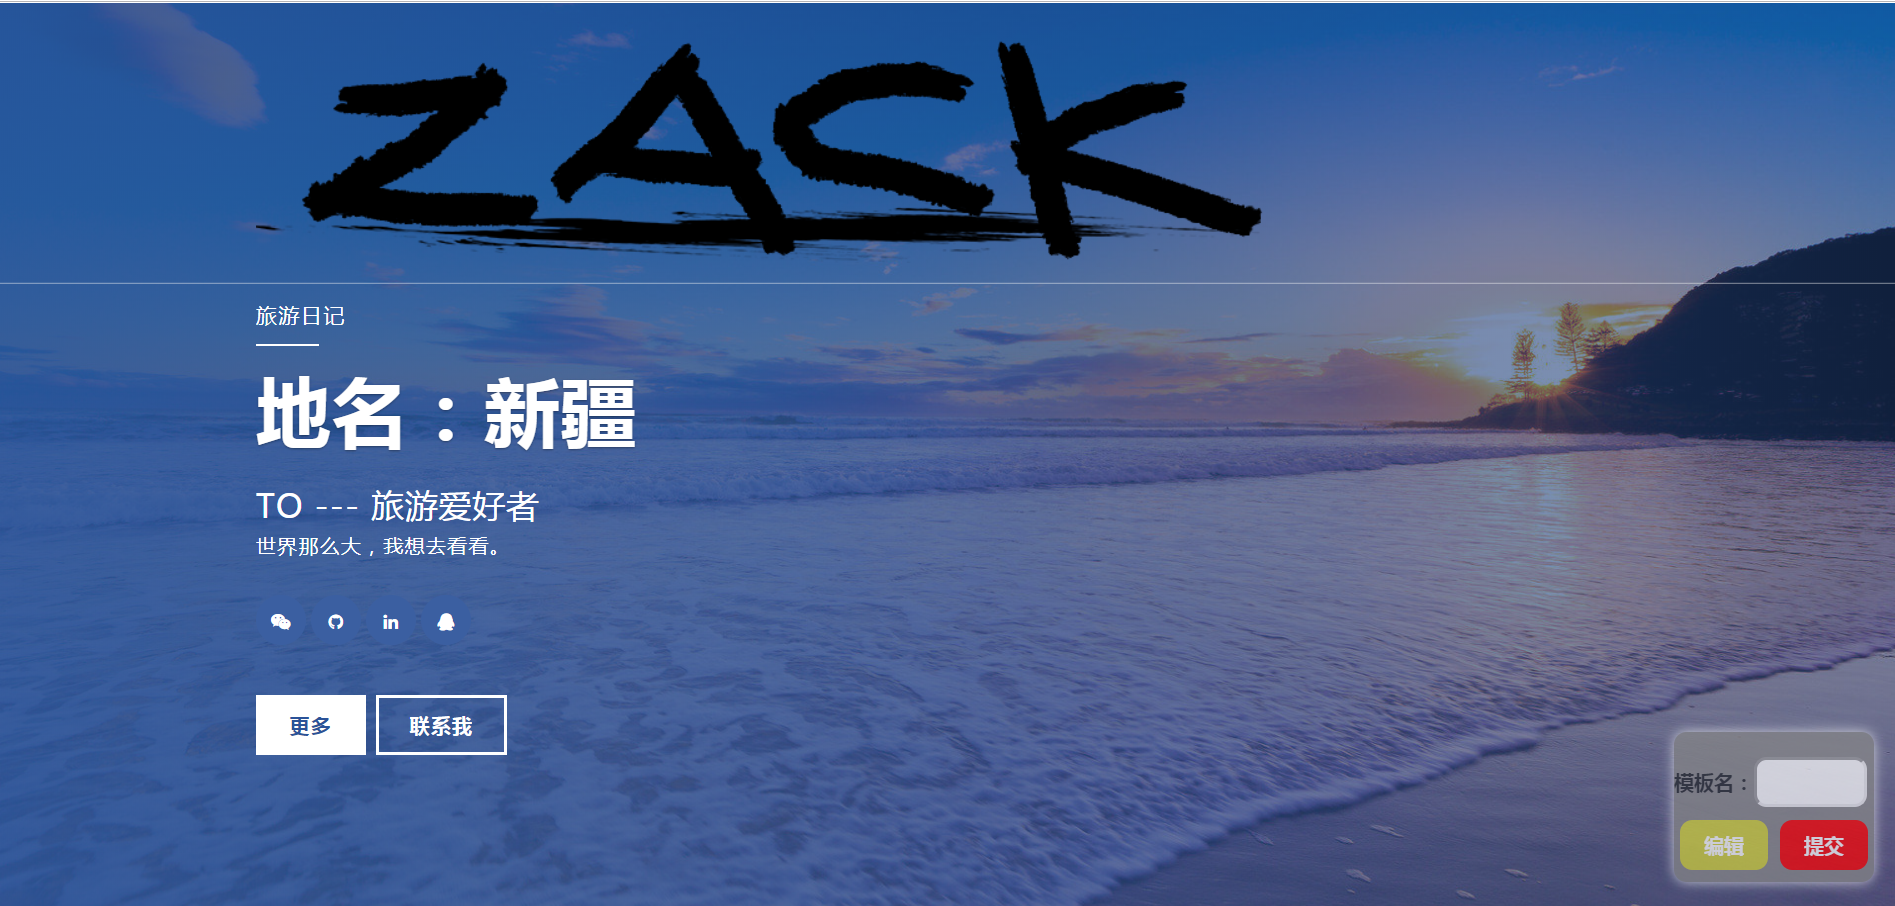 ZASK
旅游日记
地名：新疆
TO --- 旅游爱好者
世界那么大，我想去看看。
in
更多
联系我
模板名：
编辑
提交